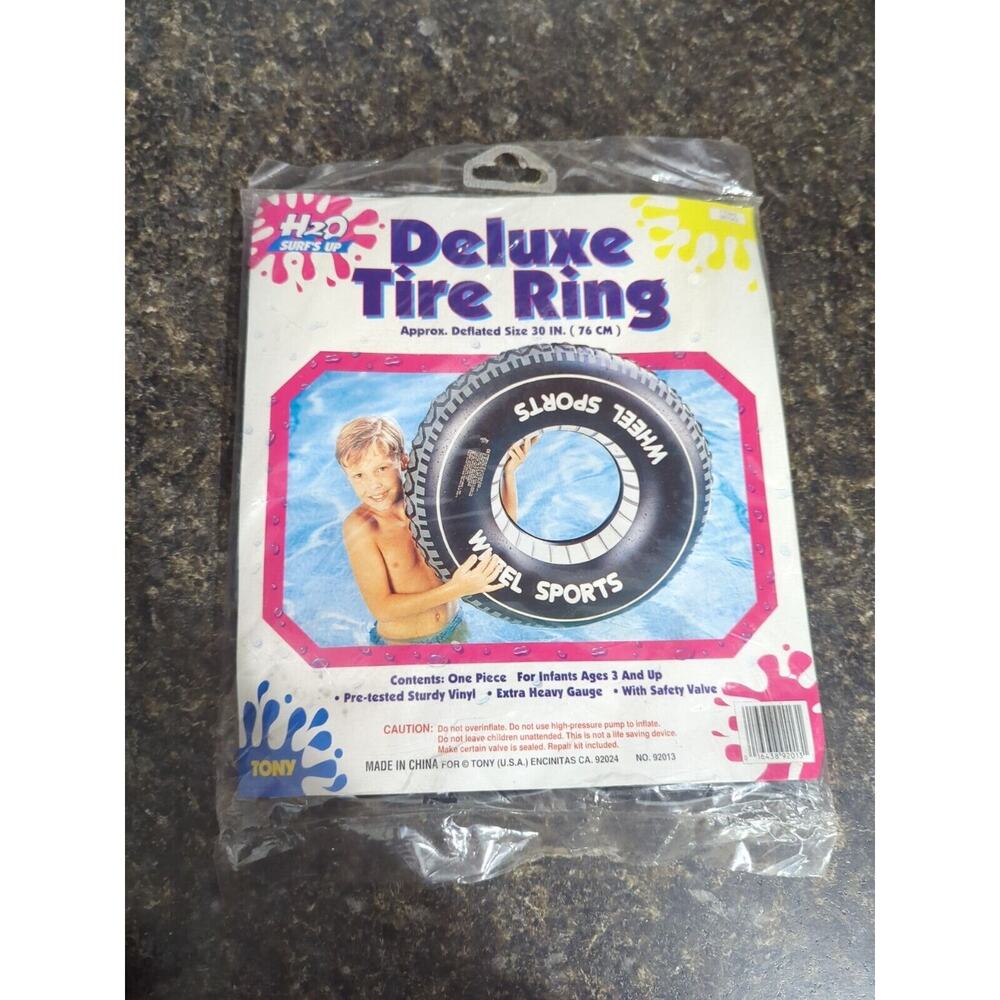 H2O
SURF'S UP
Deluxe
Tire Ring
Approx. Deflated Size 30 IN. ( 76 CM )
WHEEL SPORTS
WHEEL SPORTS
Contents: One Piece For Infants Ages 3 And Up
• Pre-tested Sturdy Vinyl • Extra Heavy Gauge • With Safety Valve
CAUTION: Do not overinflate. Do not use high-pressure pump to inflate.
Do not leave children unattended. This is not a life saving device.
Make certain valve is sealed. Repair kit included.
TONY
MADE IN CHINA FOR © TONY (U.S.A.) ENCINITAS CA. 92024 NO. 92013
0 16438 92013